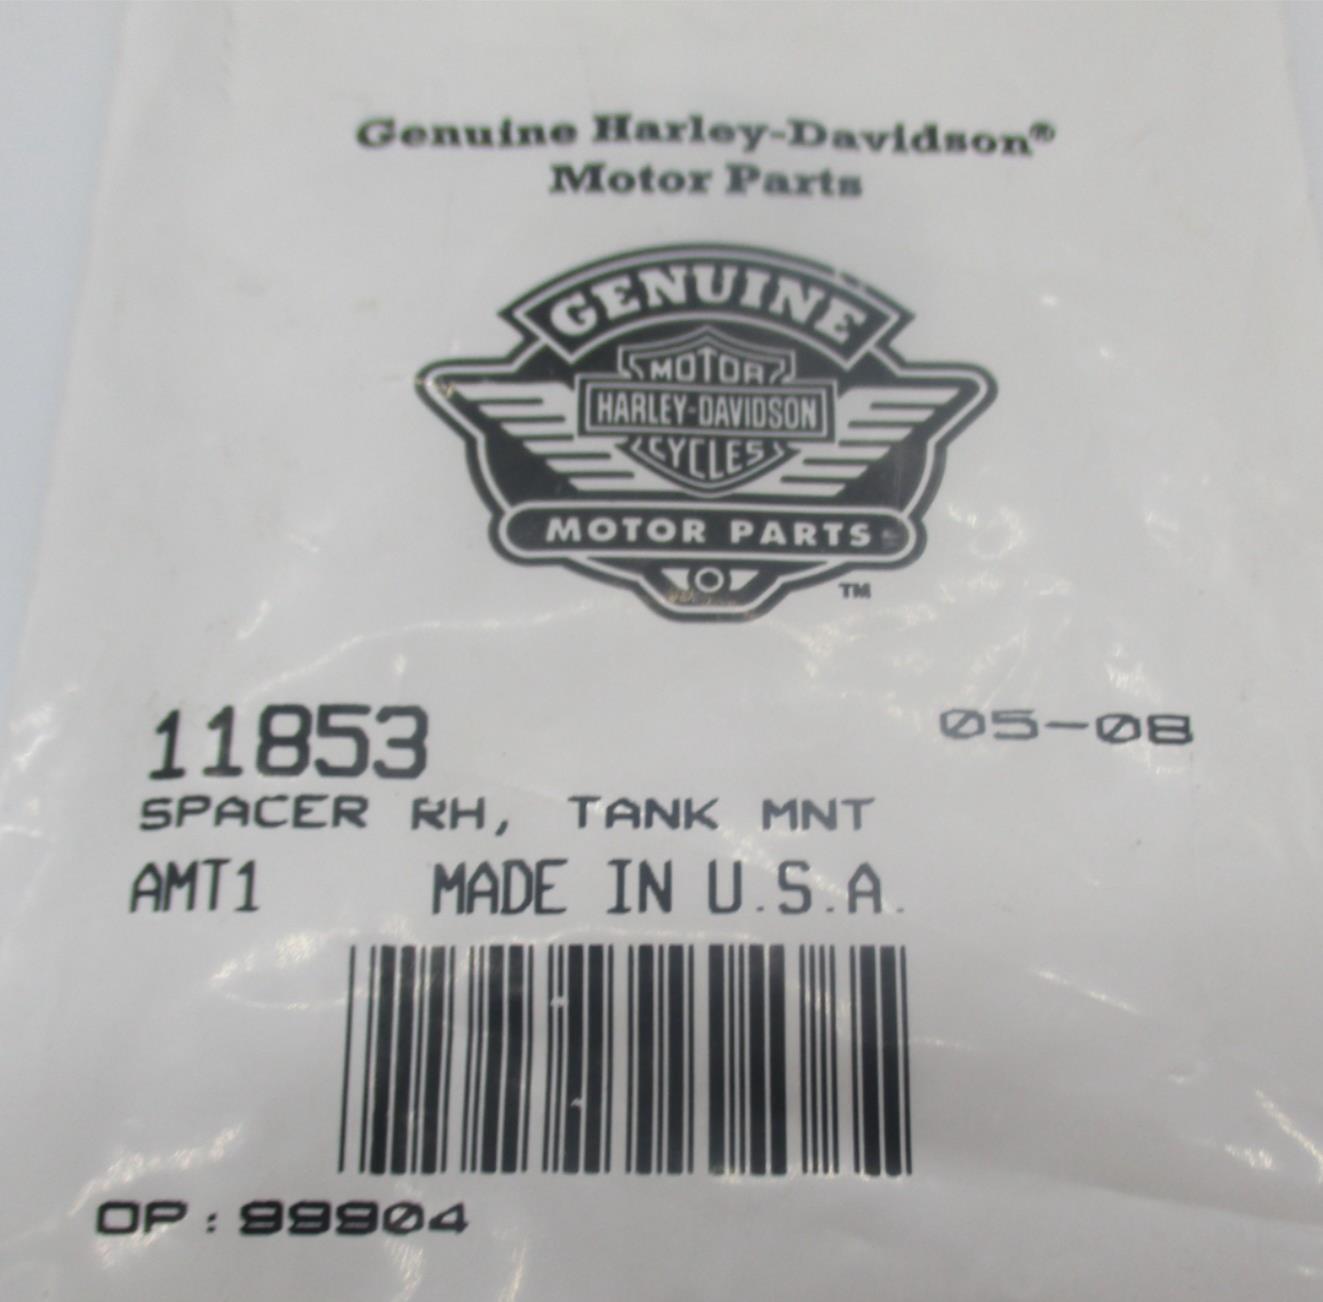 Genuine Harley-Davidson®
Motor Parts
GENUINE
MOTOR
HARLEY-DAVIDSON
CYCLES
MOTOR PARTS
TM
11853 05-08
SPACER RH, TANK MNT
AMT1 MADE IN U.S.A.
OP:99904